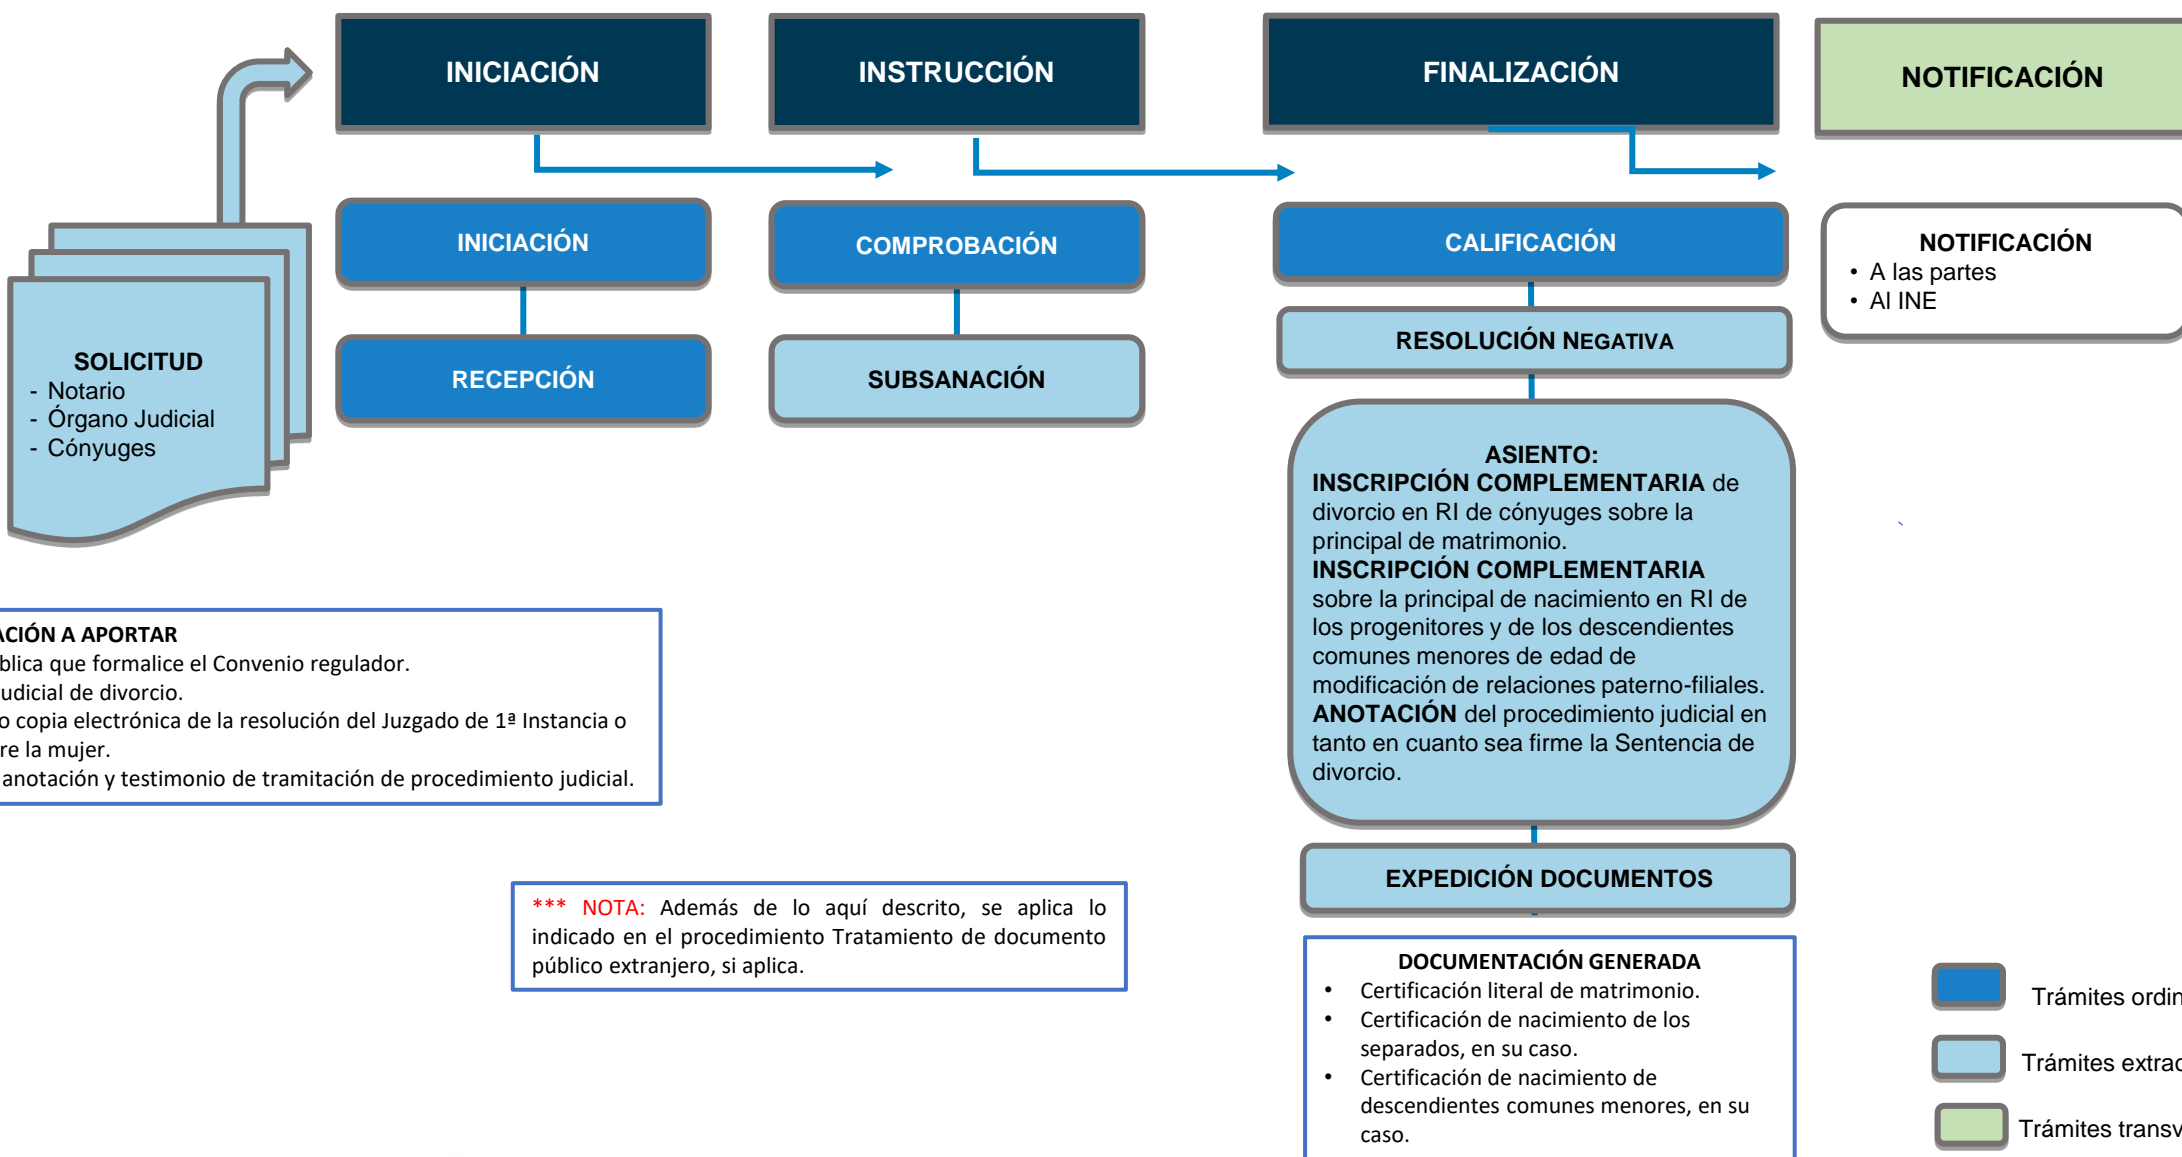 INICIACIÓN
INSTRUCCIÓN
FINALIZACIÓN
NOTIFICACIÓN
SOLICITUD
- Notario
- Órgano Judicial
- Cónyuges
INICIACIÓN
RECEPCIÓN
COMPROBACIÓN
SUBSANACIÓN
CALIFICACIÓN
RESOLUCIÓN NEGATIVA
ASIENTO:
INSCRIPCIÓN COMPLEMENTARIA de
divorcio en RI de cónyuges sobre la
principal de matrimonio.
INSCRIPCIÓN COMPLEMENTARIA
sobre la principal de nacimiento en RI de
los progenitores y de los descendientes
comunes menores de edad de
modificación de relaciones paterno-filiales.
ANOTACIÓN del procedimiento judicial en
tanto en cuanto sea firme la Sentencia de
divorcio.
EXPEDICIÓN DOCUMENTOS
DOCUMENTACIÓN GENERADA
• Certificación literal de matrimonio.
• Certificación de nacimiento de los
separados, en su caso.
• Certificación de nacimiento de
descendientes comunes menores, en su
caso.
NOTIFICACIÓN
• A las partes
• Al INE
ACIÓN A APORTAR
blica que formalice el Convenio regulador.
udicial de divorcio.
o copia electrónica de la resolución del Juzgado de 1ª Instancia o
re la mujer.
anotación y testimonio de tramitación de procedimiento judicial.
*** NOTA: Además de lo aquí descrito, se aplica lo
indicado en el procedimiento Tratamiento de documento
público extranjero, si aplica.
Trámites ordin
Trámites extrac
Trámites transv